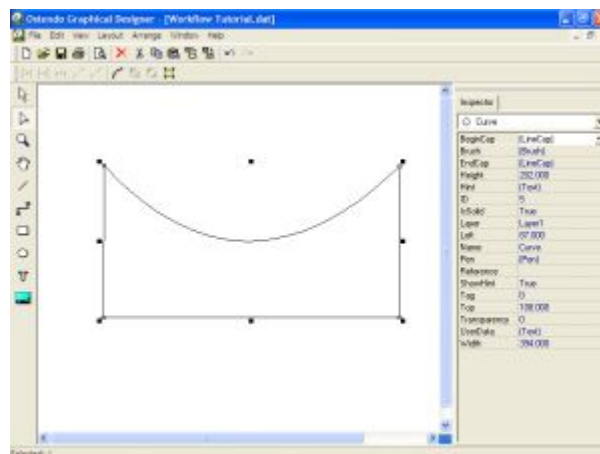 Ostendo Graphical Designer - [Workflow Tutorial.dat]
File Edit View Layout Arrange Window Help
Inspector
Curve
BeginCap (LineCap)
Brush (Brush)
EndCap (LineCap)
Height 202.000
Hint (Text)
ID 5
IsSolid True
Layer Layer1
Left 87.000
Name Curve
Pen (Pen)
Reference
ShowHint True
Tag 0
Top 108.000
Transparency 0
UserData (Text)
Width 394.000